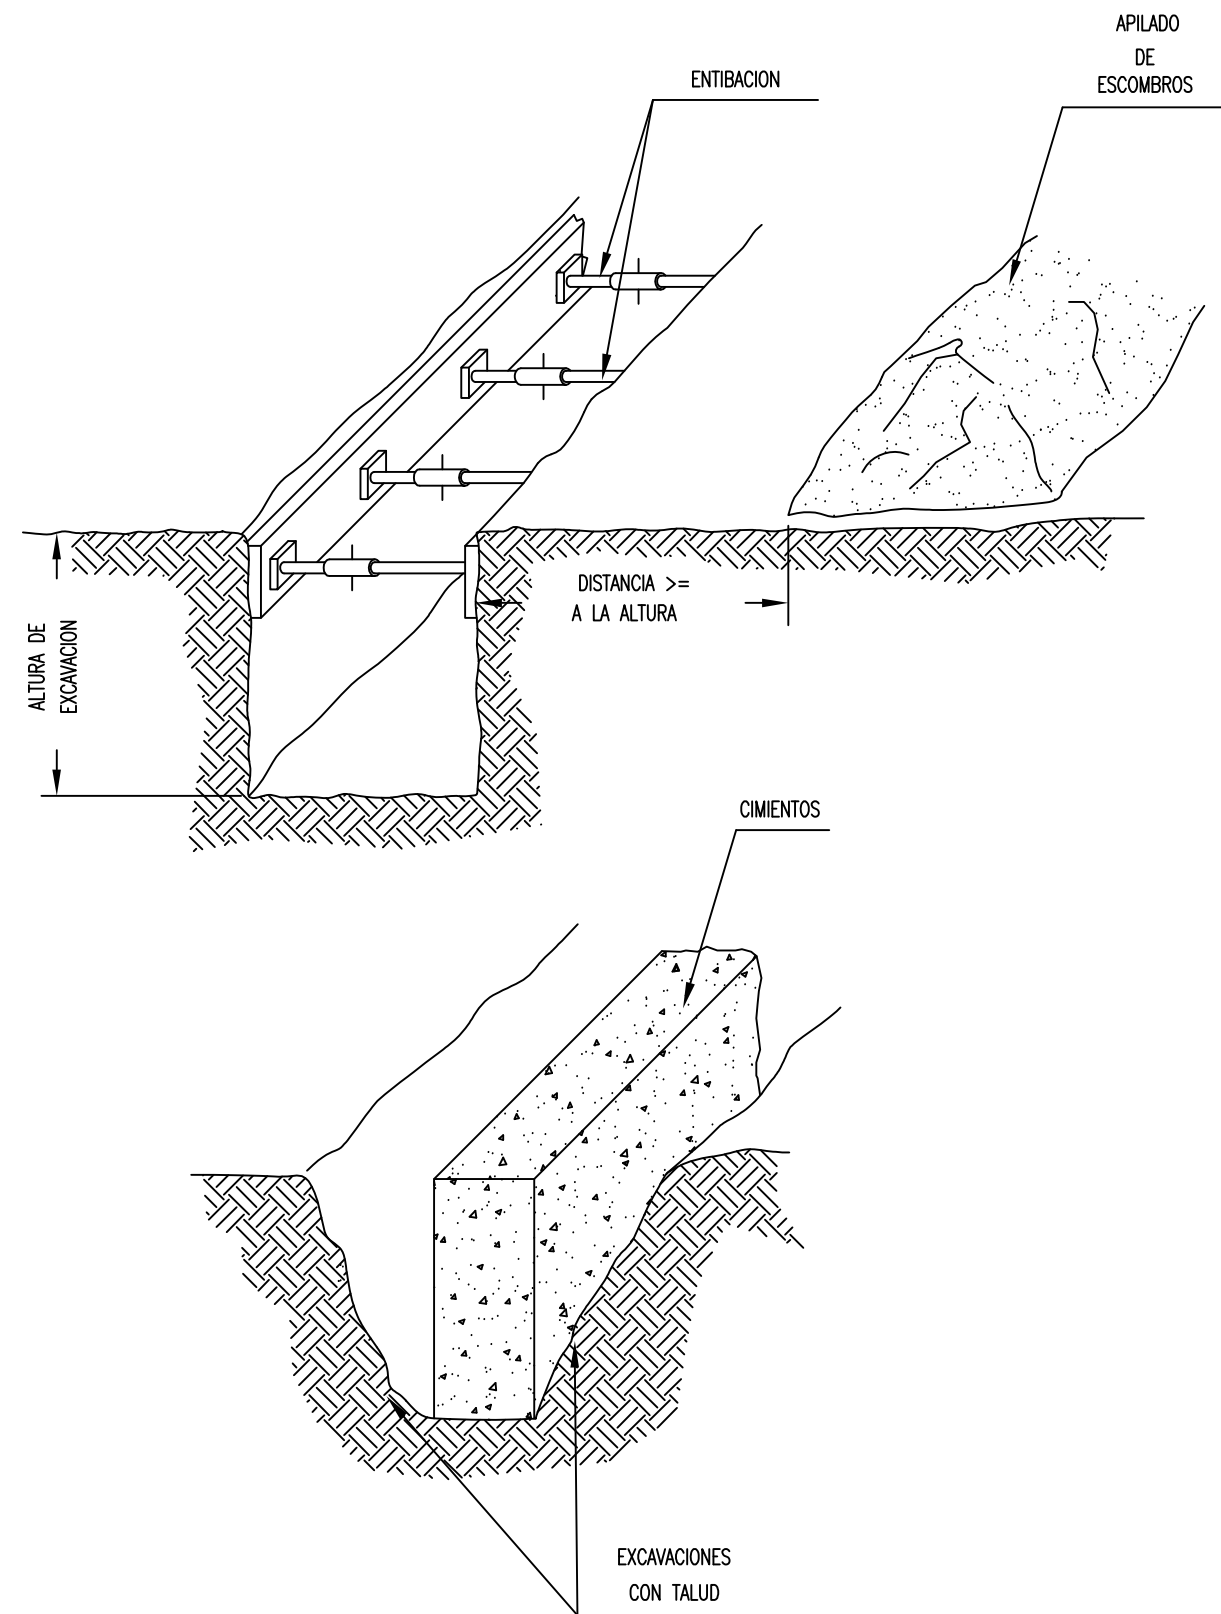 APILADO
DE
ESCOMBROS
ENTIBACION
DISTANCIA >=
A LA ALTURA
ALTURA DE
EXCAVACION
CIMIENTOS
EXCAVACIONES
CON TALUD